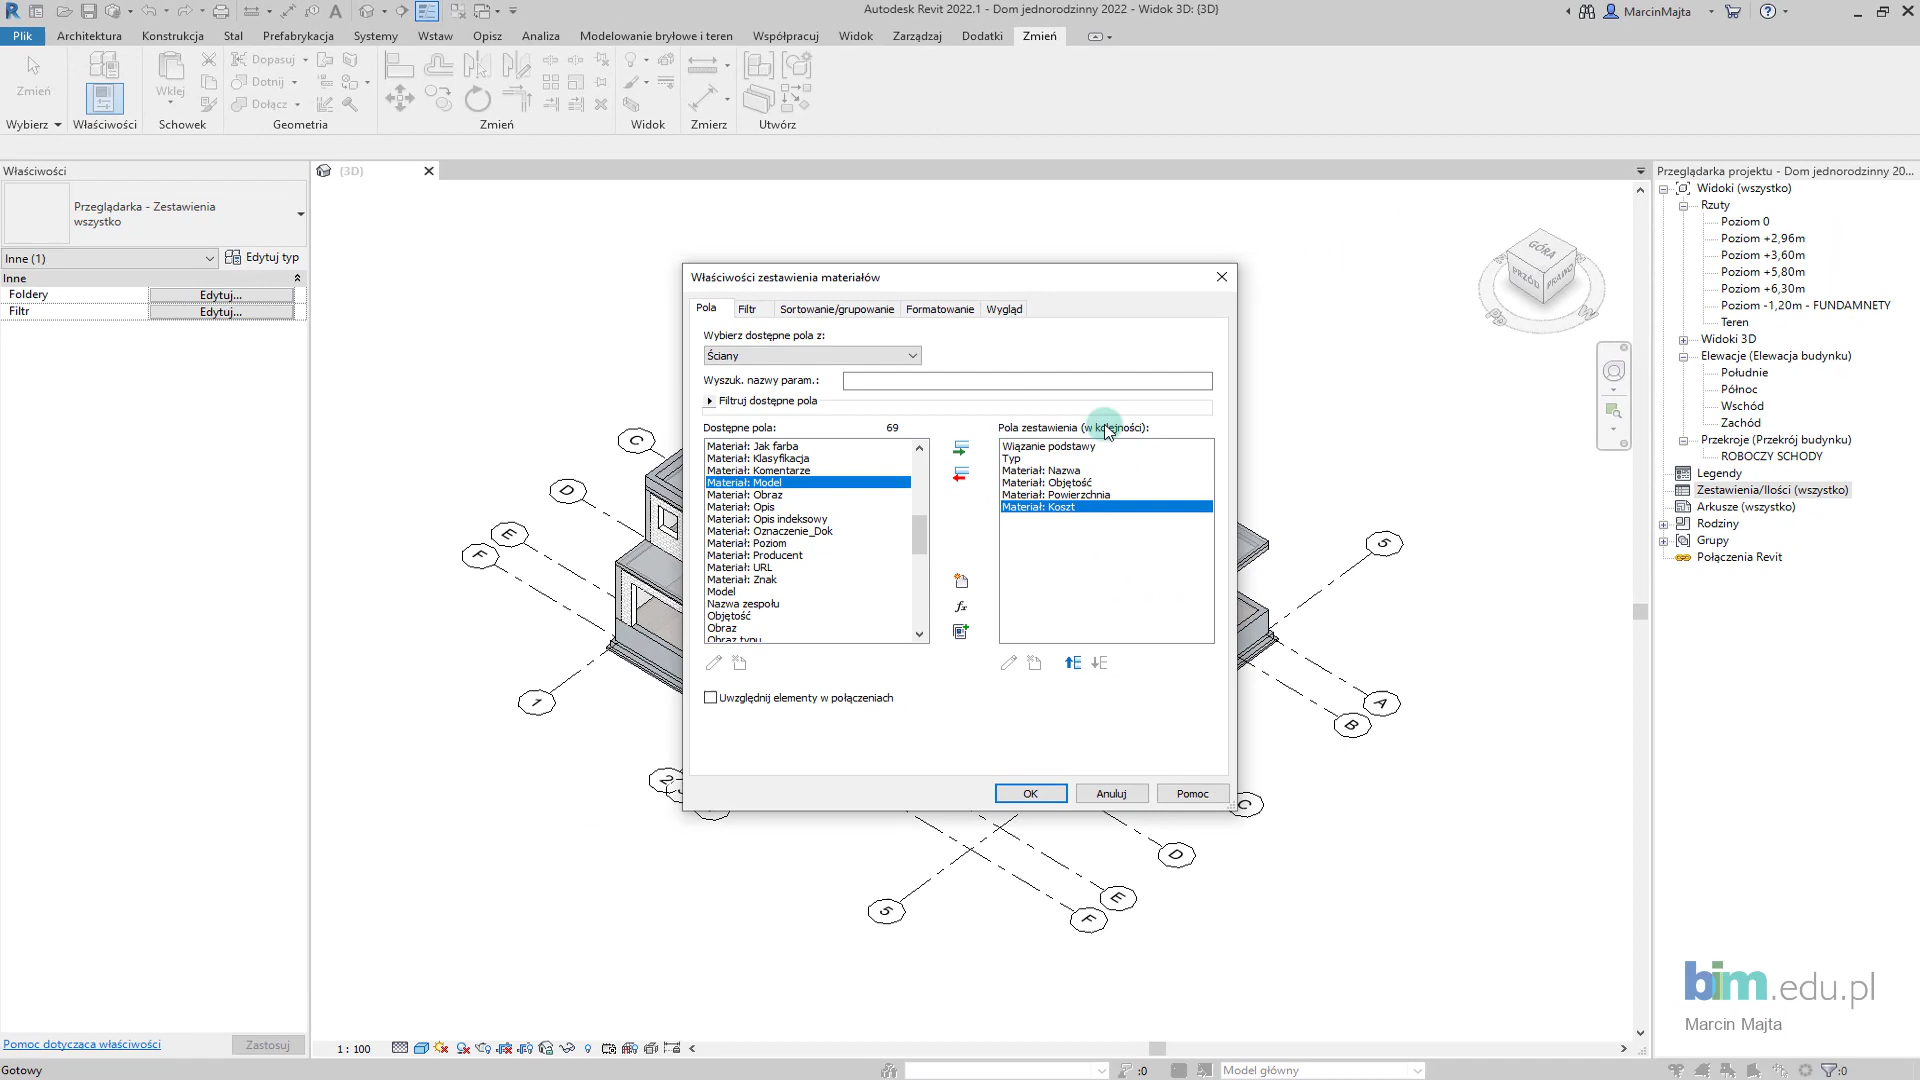 Autodesk Revit 2022.1 - Dom jednorodzinny 2022 - Widok 3D: {3D}
MarcinMajta
Plik Architektura Konstrukcja Stal Prefabrykacja Systemy Wstaw Opisz Analiza Modelowanie bryłowe i teren Współpracuj Widok Zarządzaj Dodatki Zmień
Zmień
Wklej
Dopasuj
Dotnij
Dołącz
Wybierz Właściwości Schowek Geometria Zmień Widok Zmierz Utwórz
Właściwości
Przeglądarka - Zestawienia
wszystko
Inne (1)
Edytuj typ
Inne
Foldery Edytuj...
Filtr Edytuj...
Pomoc dotycząca właściwości
Zastosuj
Gotowy
{3D}
GÓRA
PRZÓD
PRAWO
C
D
E
F
1
2
5
A
B
C
D
E
F
5
Właściwości zestawienia materiałów
Pola Filtr Sortowanie/grupowanie Formatowanie Wygląd
Wybierz dostępne pola z:
Ściany
Wyszuk. nazwy param.:
Filtruj dostępne pola
Dostępne pola: 69
Materiał: Jak farba
Materiał: Klasyfikacja
Materiał: Komentarze
Materiał: Model
Materiał: Obraz
Materiał: Opis
Materiał: Opis indeksowy
Materiał: Oznaczenie_Dok
Materiał: Poziom
Materiał: Producent
Materiał: URL
Materiał: Znak
Model
Nazwa zespołu
Objętość
Obraz
Obraz typu
fx
Pola zestawienia (w kolejności):
Wiązanie podstawy
Typ
Materiał: Nazwa
Materiał: Objętość
Materiał: Powierzchnia
Materiał: Koszt
Uwzględnij elementy w połączeniach
OK Anuluj Pomoc
Przeglądarka projektu - Dom jednorodzinny 20...
Widoki (wszystko)
Rzuty
Poziom 0
Poziom +2,96m
Poziom +3,60m
Poziom +5,80m
Poziom +6,30m
Poziom -1,20m - FUNDAMNETY
Teren
Widoki 3D
Elewacje (Elewacja budynku)
Południe
Północ
Wschód
Zachód
Przekroje (Przekrój budynku)
ROBOCZY SCHODY
Legendy
Zestawienia/Ilości (wszystko)
Arkusze (wszystko)
Rodziny
Grupy
Połączenia Revit
bim.edu.pl
Marcin Majta
1 : 100
:0
Model główny
:0